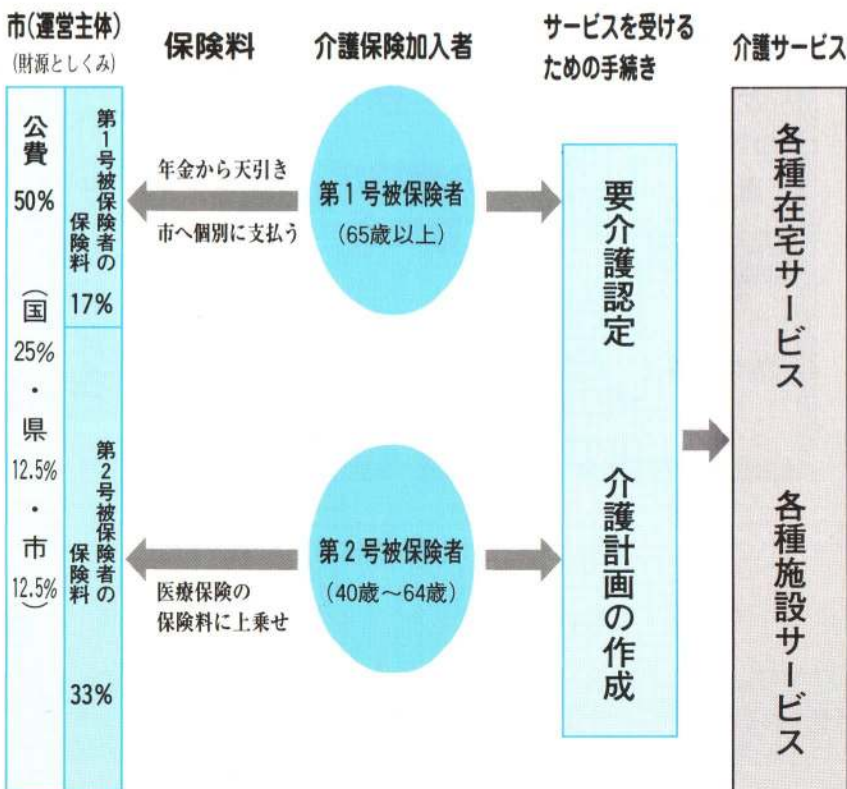 市(運営主体)
(財源としくみ)
保険料
介護保険加入者
サービスを受ける
ための手続き
介護サービス
公費
50%
(国
25%
・
県
12.5%
・
市
12.5%)
第1号被保険者の
保険料
17%
第2号被保険者の
保険料
33%
年金から天引き
市へ個別に支払う
第1号被保険者
(65歳以上)
医療保険の
保険料に上乗せ
第2号被保険者
(40歳~64歳)
要介護認定
介護計画の作成
各種在宅サービス
各種施設サービス